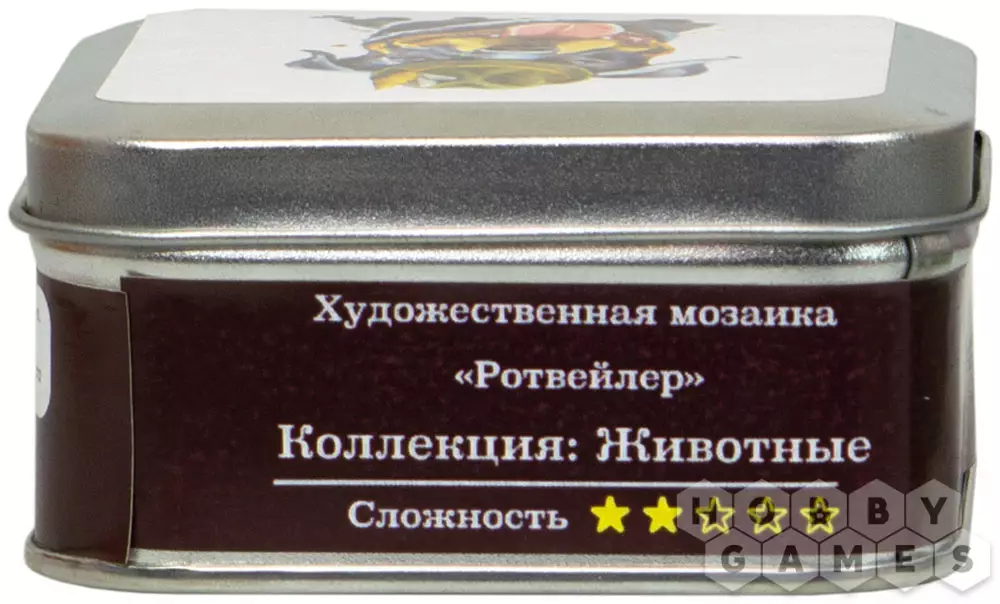 Художественная мозаика
«Ротвейлер»
Коллекция: Животные
Сложность
HOBBY
GAMES